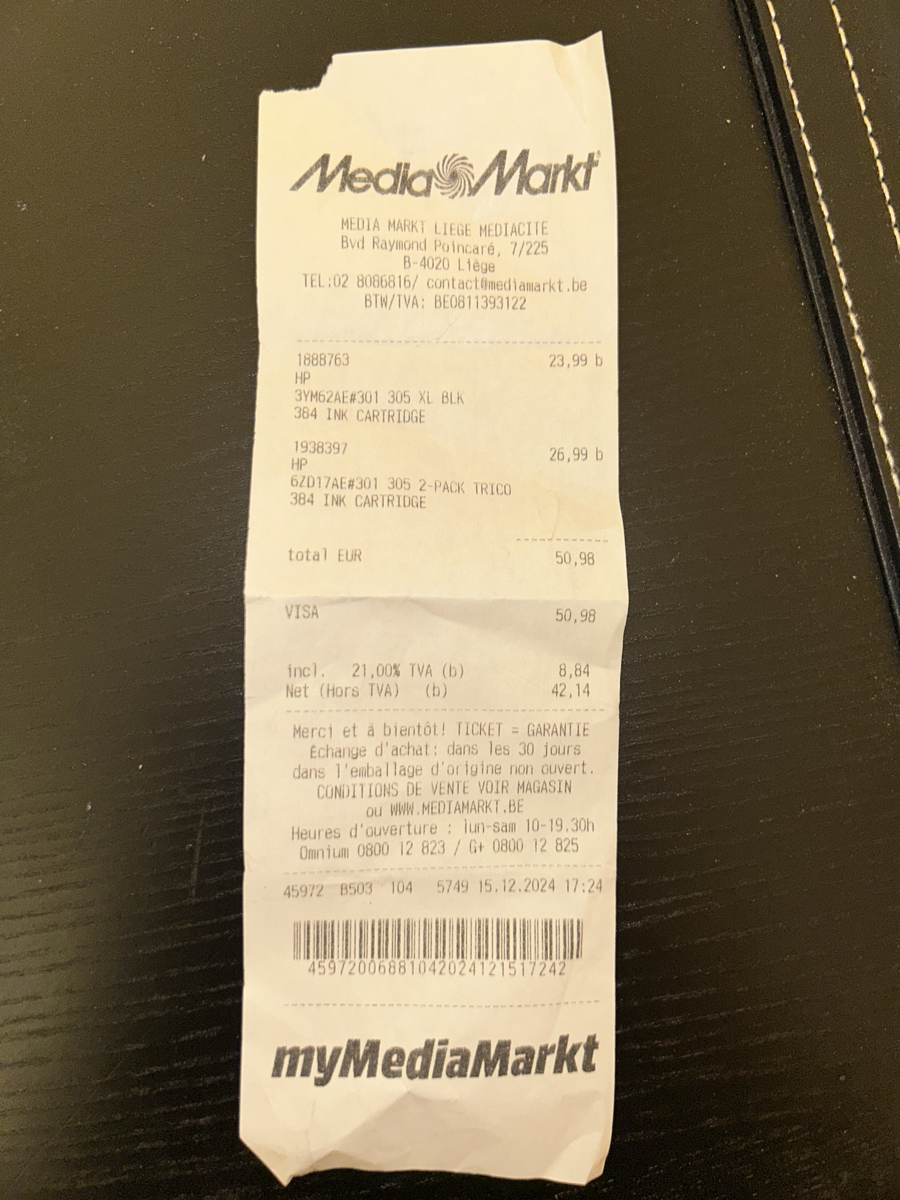 Media Markt
MEDIA MARKT LIEGE MEDIACITE
Bvd Raymond Poincaré, 7/225
B-4020 Liège
TEL:02 8086816/ contact@mediamarkt.be
BTW/TVA: BE0811393122
1888763 23,99 b
HP
3YM62AE#301 305 XL BLK
384 INK CARTRIDGE
1938397 26,99 b
HP
6ZD17AE#301 305 2-PACK TRICO
384 INK CARTRIDGE
total EUR 50,98
VISA 50,98
incl. 21,00% TVA (b) 8,84
Net (Hors TVA) (b) 42,14
Merci et à bientôt! TICKET = GARANTIE
Échange d'achat: dans les 30 jours
dans l'emballage d'origine non ouvert.
CONDITIONS DE VENTE VOIR MAGASIN
ou WWW.MEDIAMARKT.BE
Heures d'ouverture : lun-sam 10-19.30h
Omnium 0800 12 823 / G+ 0800 12 825
45972 B503 104 5749 15.12.2024 17:24
45972006881042024121517242
myMediaMarkt